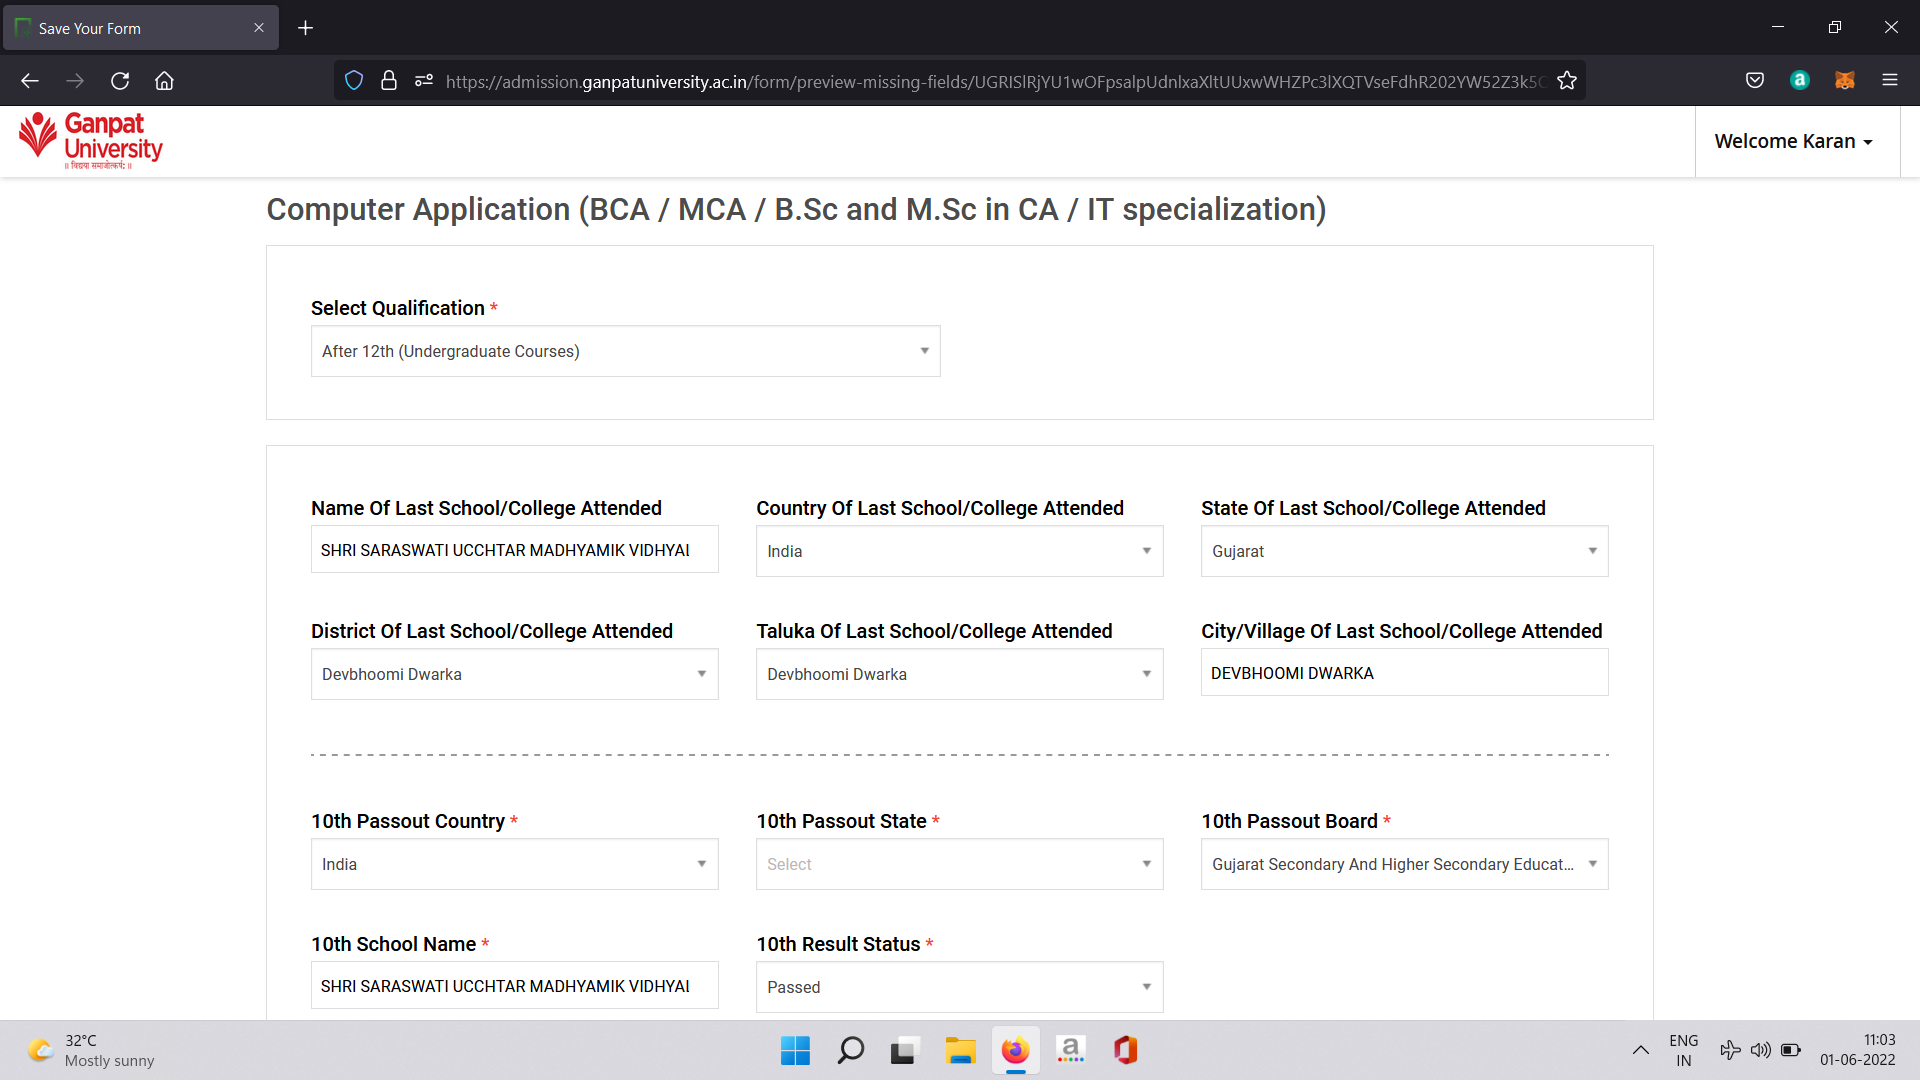 Save Your Form
https://admission.ganpatuniversity.ac.in/form/preview-missing-fields/
Ganpat
University
॥ विद्यया समाजोत्कर्षः ॥
Welcome Karan
Computer Application (BCA / MCA / B.Sc and M.Sc in CA / IT specialization)
Select Qualification *
After 12th (Undergraduate Courses)
Name Of Last School/College Attended
Country Of Last School/College Attended
State Of Last School/College Attended
SHRI SARASWATI UCCHTAR MADHYAMIK
India
Gujarat
District Of Last School/College Attended
Taluka Of Last School/College Attended
City/Village Of Last School/College Attended
Devbhoomi Dwarka
Devbhoomi Dwarka
DEVBHOOMI DWARKA
10th Passout Country *
10th Passout State *
10th Passout Board *
India
Select
Gujarat Secondary And Higher Secondary Educat...
10th School Name *
10th Result Status *
SHRI SARASWATI UCCHTAR MADHYAMIK
Passed
32°C
Mostly sunny
a
ENG
IN
11:03
01-06-2022